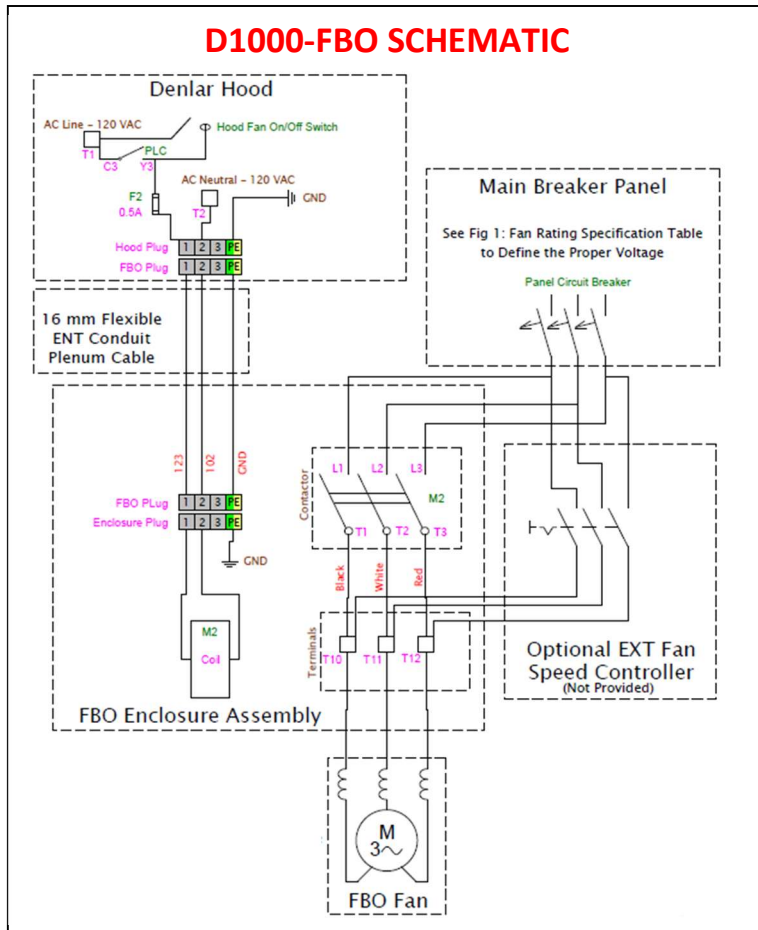 D1000-FBO SCHEMATIC
Denlar Hood
AC Line – 120 VAC
Hood Fan On/Off Switch
T1
PLC
C3
Y3
AC Neutral – 120 VAC
F2
0.5A
T2
GND
Hood Plug
1 2 3 PE
FBO Plug
1 2 3 PE
Main Breaker Panel
See Fig 1: Fan Rating Specification Table
to Define the Proper Voltage
Panel Circuit Breaker
16 mm Flexible
ENT Conduit
Plenum Cable
123
102
GND
FBO PLug
1 2 3 PE
Enclosure Plug
1 2 3 PE
GND
M2
Coil
FBO Enclosure Assembly
Contactor
L1
L2
L3
M2
T1
T2
T3
Black
White
Red
Terminals
T10
T11
T12
Optional EXT Fan
Speed Controller
(Not Provided)
M
3~
FBO Fan